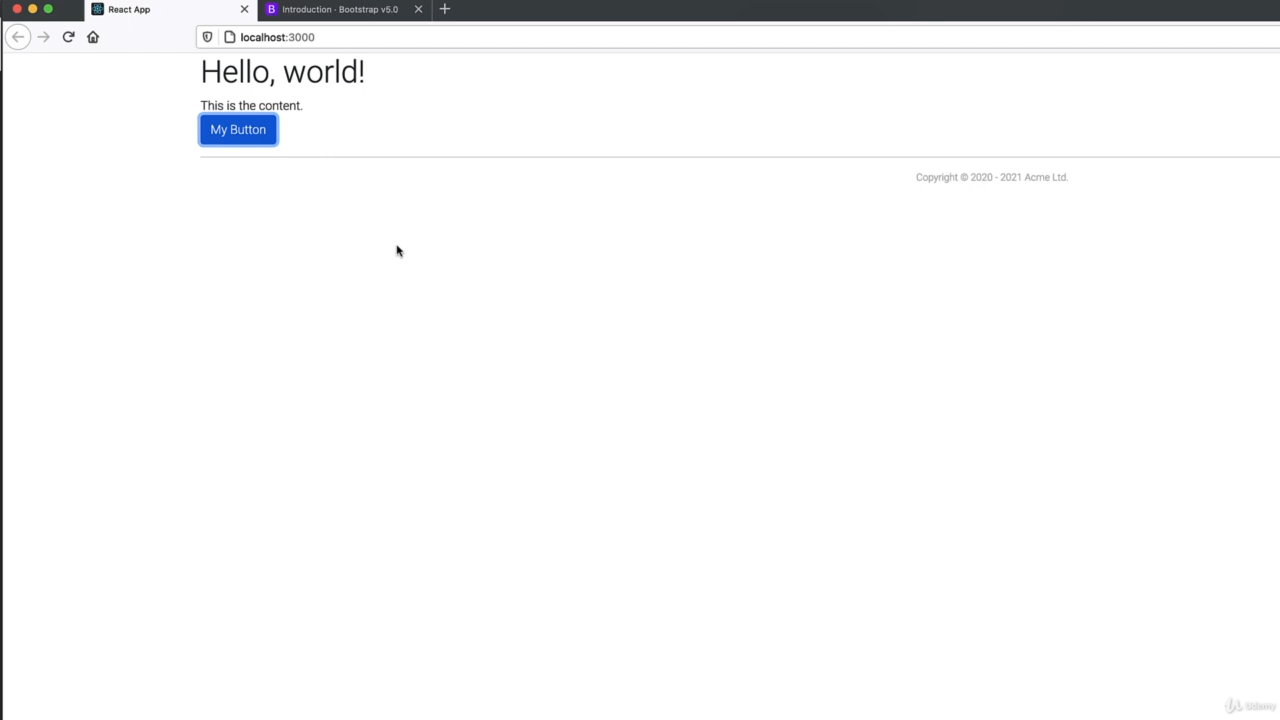 React App
B Introduction · Bootstrap v5.0
localhost:3000
Hello, world!
This is the content.
My Button
Copyright © 2020 - 2021 Acme Ltd.
Udemy